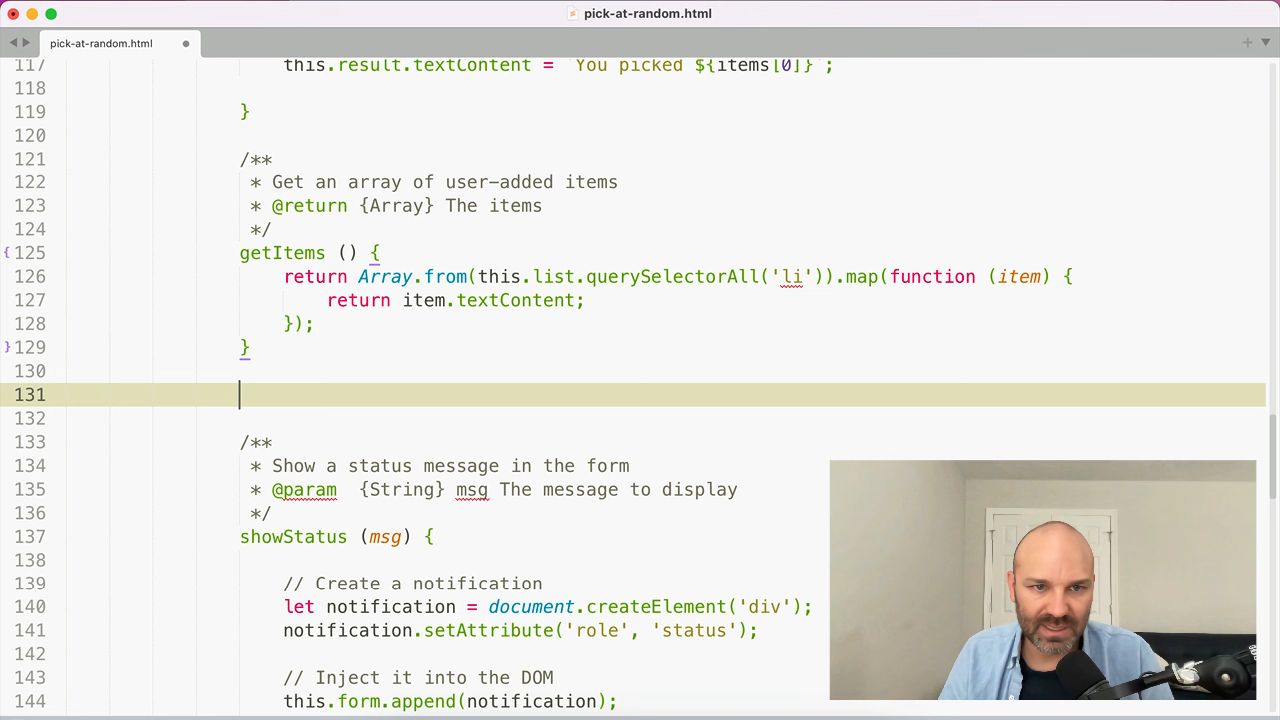 pick-at-random.html
pick-at-random.html
117 this.result.textContent = `You picked ${items[0]}`;
118
119 }
120
121 /**
122 * Get an array of user-added items
123 * @return {Array} The items
124 */
125 getItems () {
126 return Array.from(this.list.querySelectorAll('li')).map(function (item) {
127 return item.textContent;
128 });
129 }
130
131
132
133 /**
134 * Show a status message in the form
135 * @param {String} msg The message to display
136 */
137 showStatus (msg) {
138
139 // Create a notification
140 let notification = document.createElement('div');
141 notification.setAttribute('role', 'status');
142
143 // Inject it into the DOM
144 this.form.append(notification);